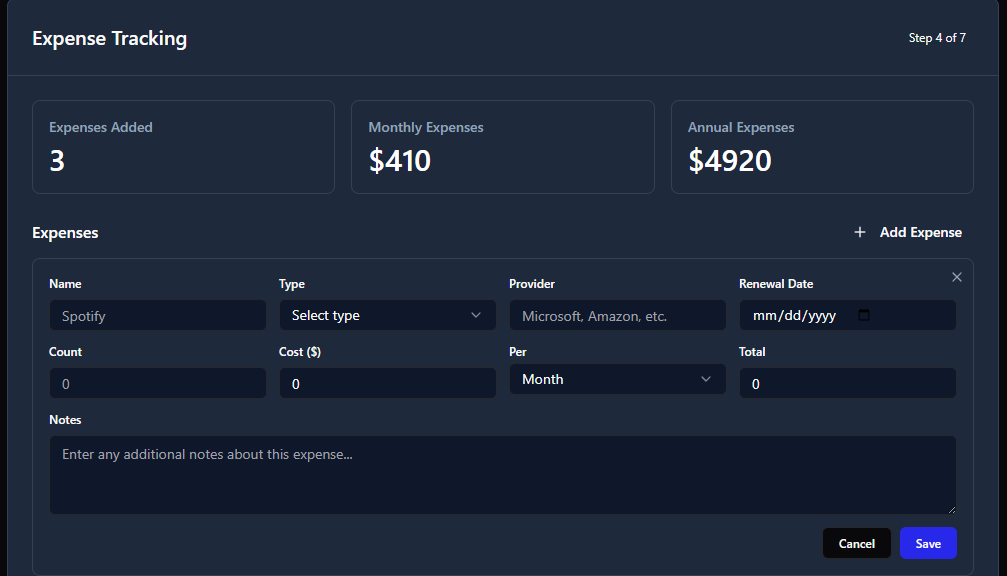 Expense Tracking
Step 4 of 7
Expenses Added
Monthly Expenses
Annual Expenses
3
$410
$4920
Expenses
+ Add Expense
Name
Type
Provider
Renewal Date
Spotify
Select type
Microsoft, Amazon, etc.
mm/dd/yyyy
Count
Cost ($)
Per
Total
0
0
Month
0
Notes
Enter any additional notes about this expense...
Cancel
Save